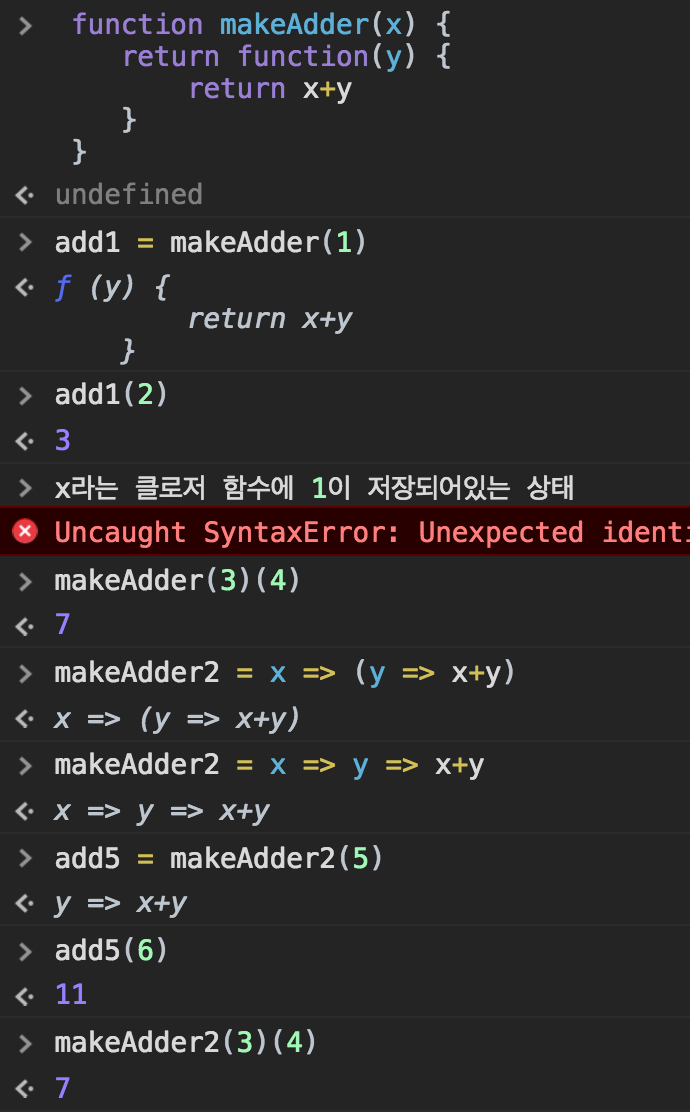 function makeAdder(x) {
return function(y) {
return x+y
}
}
undefined
add1 = makeAdder(1)
ƒ (y) {
return x+y
}
add1(2)
3
x라는 클로저 함수에 1이 저장되어있는 상태
Uncaught SyntaxError: Unexpected identi
makeAdder(3)(4)
7
makeAdder2 = x => (y => x+y)
x => (y => x+y)
makeAdder2 = x => y => x+y
x => y => x+y
add5 = makeAdder2(5)
y => x+y
add5(6)
11
makeAdder2(3)(4)
7